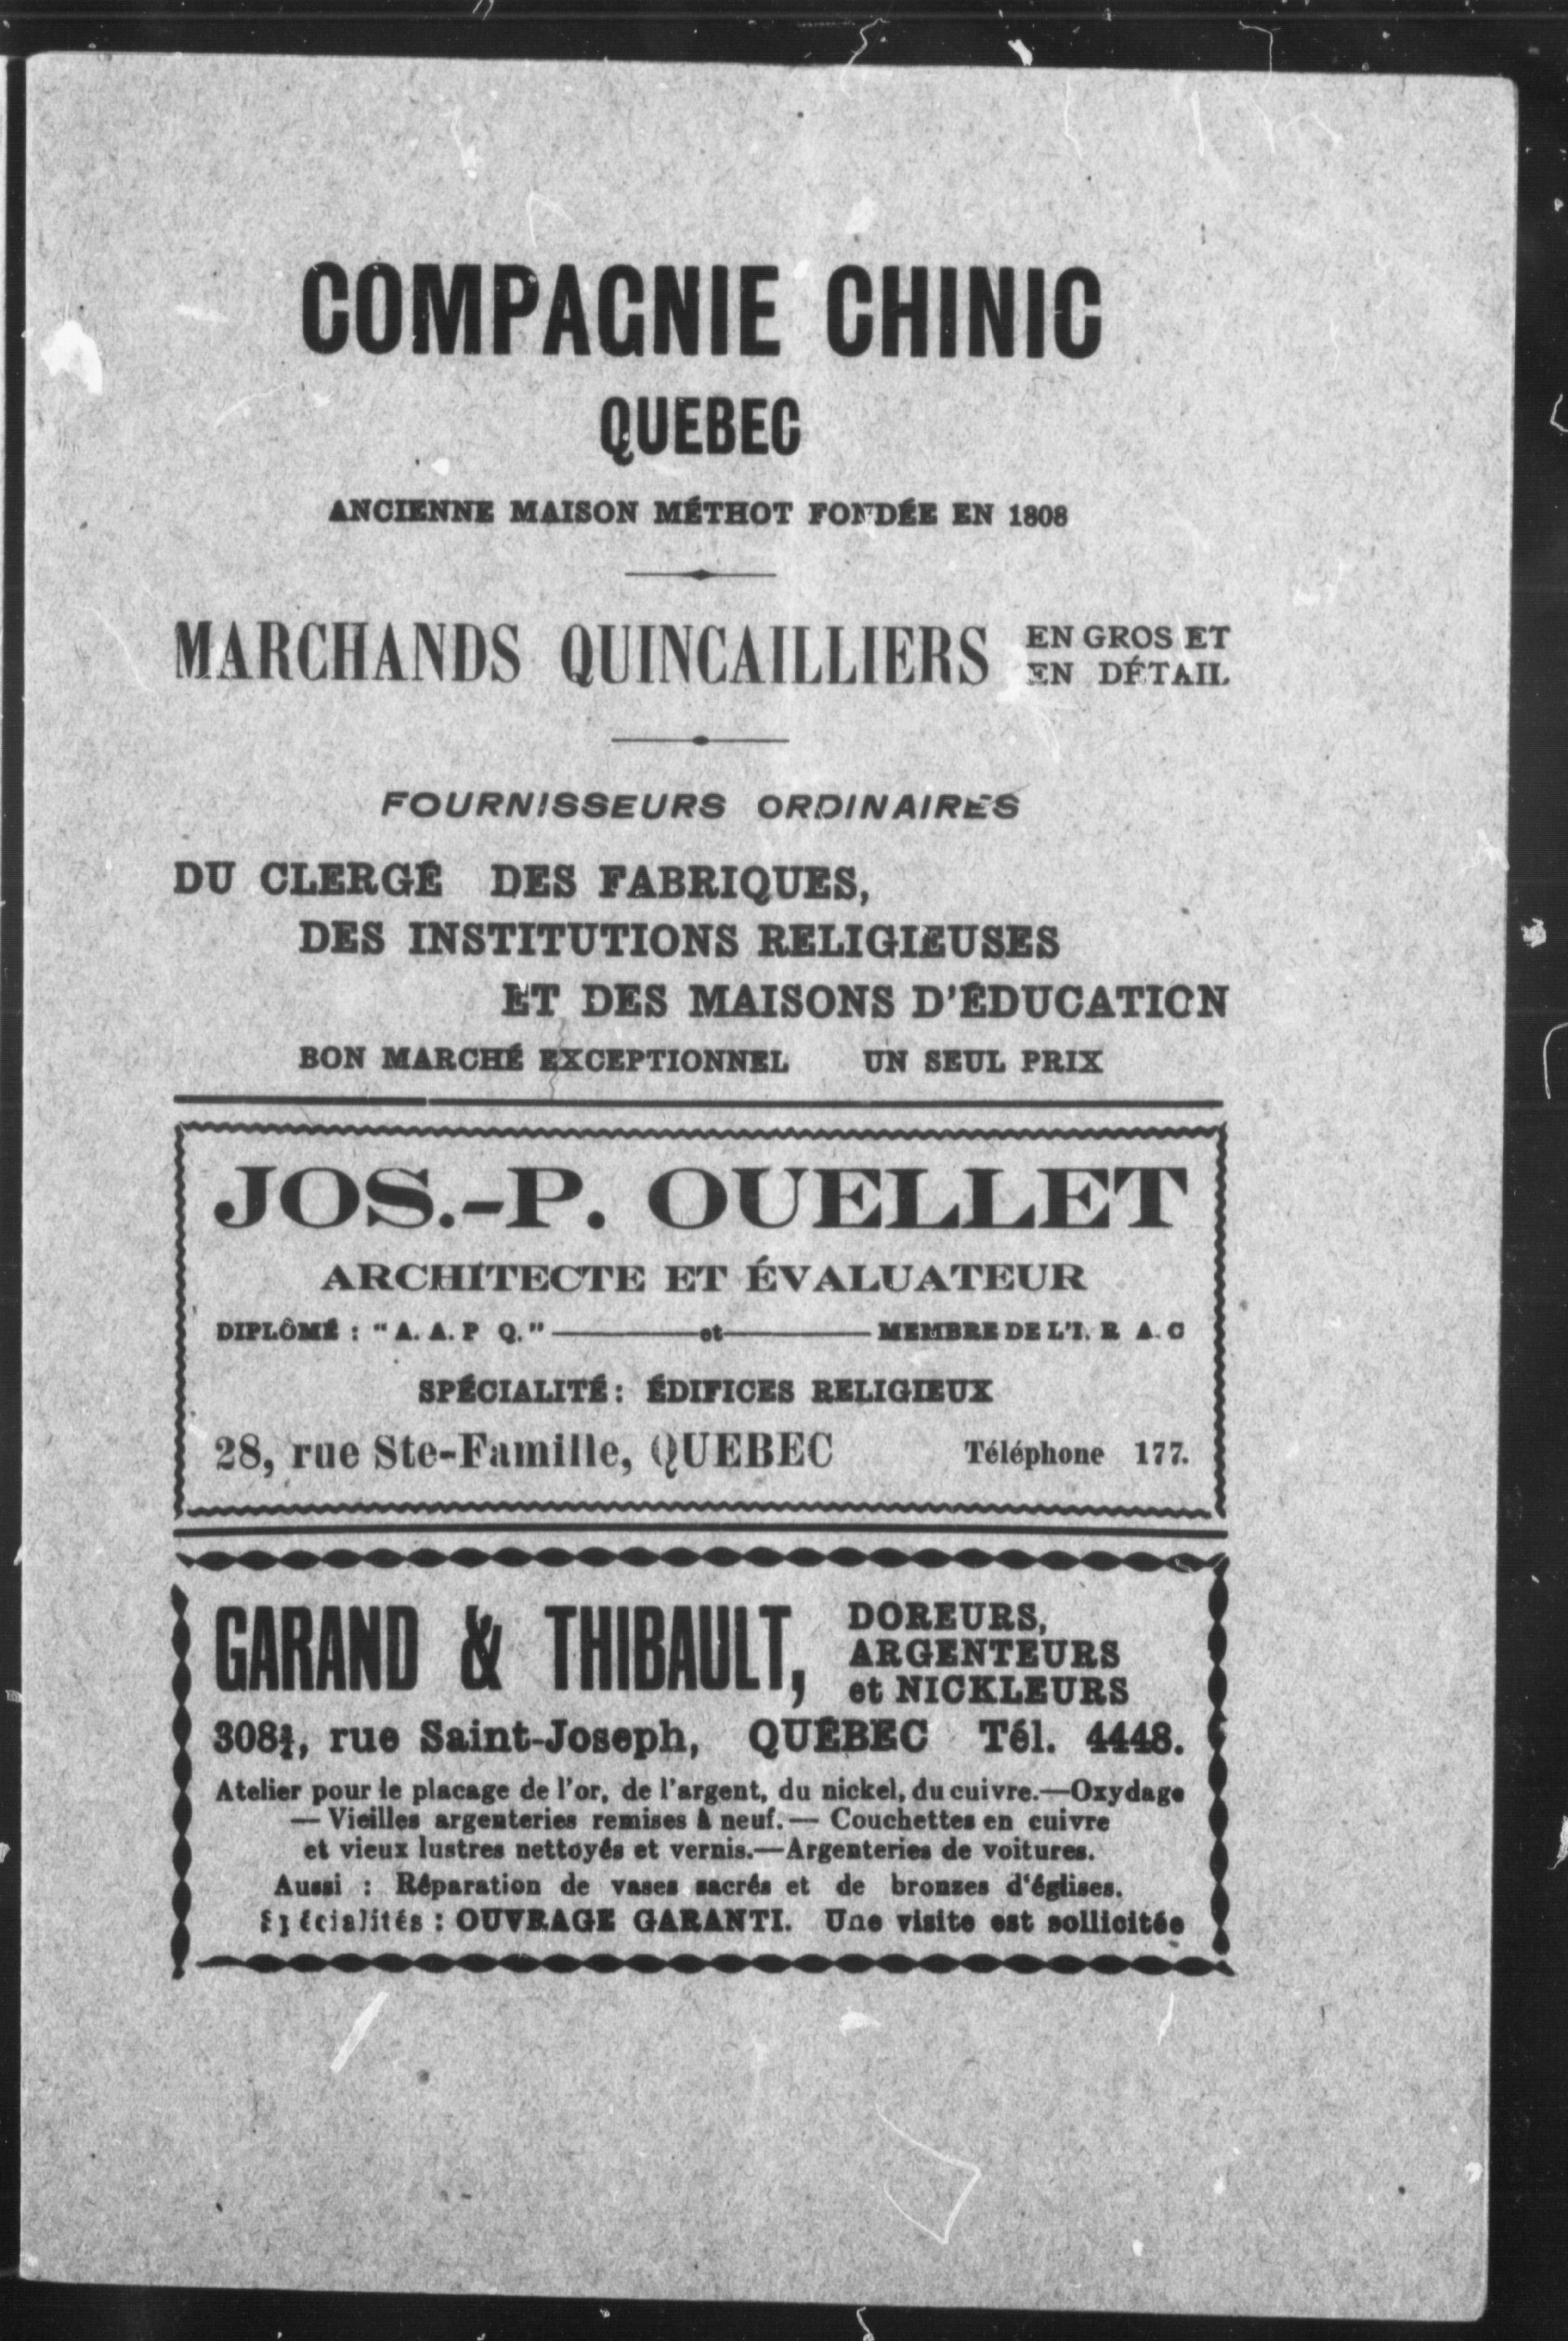 COMPAGNIE CHINIC
QUEBEC
ANCIENNE MAISON MÉTHOT FONDÉE EN 1808
MARCHANDS QUINCAILLIERS EN GROS ET
EN DÉTAIL
FOURNISSEURS ORDINAIRES
DU CLERGÉ DES FABRIQUES,
DES INSTITUTIONS RELIGIEUSES
ET DES MAISONS D'ÉDUCATION
BON MARCHÉ EXCEPTIONNEL UN SEUL PRIX
JOS.-P. OUELLET
ARCHITECTE ET ÉVALUATEUR
DIPLÔMÉ : "A. A. P Q."———et———MEMBRE DE L'I. R A. C
SPÉCIALITÉ : ÉDIFICES RELIGIEUX
28, rue Ste-Famille, QUEBEC Téléphone 177.
GARAND & THIBAULT, DOREURS,
ARGENTEURS
et NICKLEURS
rue Saint-Joseph, QUÉBEC Tél. 4448.
Atelier pour le placage de l'or, de l'argent, du nickel, du cuivre.—Oxydage
— Vieilles argenteries remises à neuf.— Couchettes en cuivre
et vieux lustres nettoyés et vernis.—Argenteries de voitures.
Aussi : Réparation de vases sacrés et de bronzes d'églises.
Spécialités : OUVRAGE GARANTI. Une visite est sollicitée